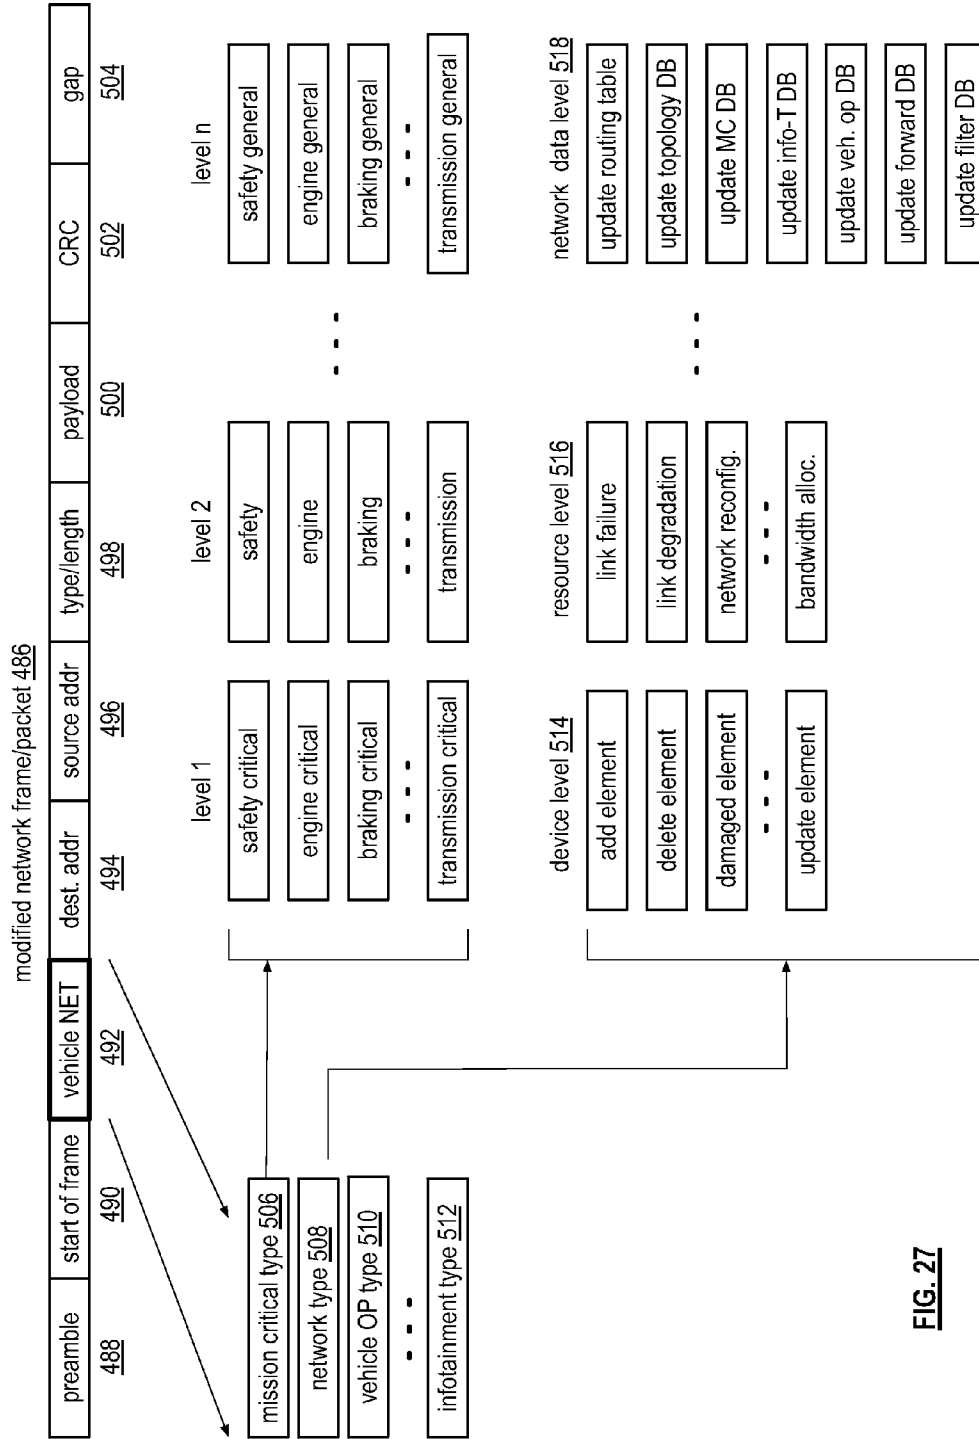 modified network frame/packet 486
preamble start of frame vehicle NET dest. addr source addr type/length payload CRC gap
488 490 492 494 496 498 500 502 504
mission critical type 506
network type 508
vehicle OP type 510
infotainment type 512
level 1
safety critical
engine critical
braking critical
transmission critical
level 2
safety
engine
braking
transmission
level n
safety general
engine general
braking general
transmission general
device level 514
add element
delete element
damaged element
update element
resource level 516
link failure
link degradation
network reconfig.
bandwidth alloc.
network data level 518
update routing table
update topology DB
update MC DB
update info-T DB
update veh. op DB
update forward DB
update filter DB
FIG. 27